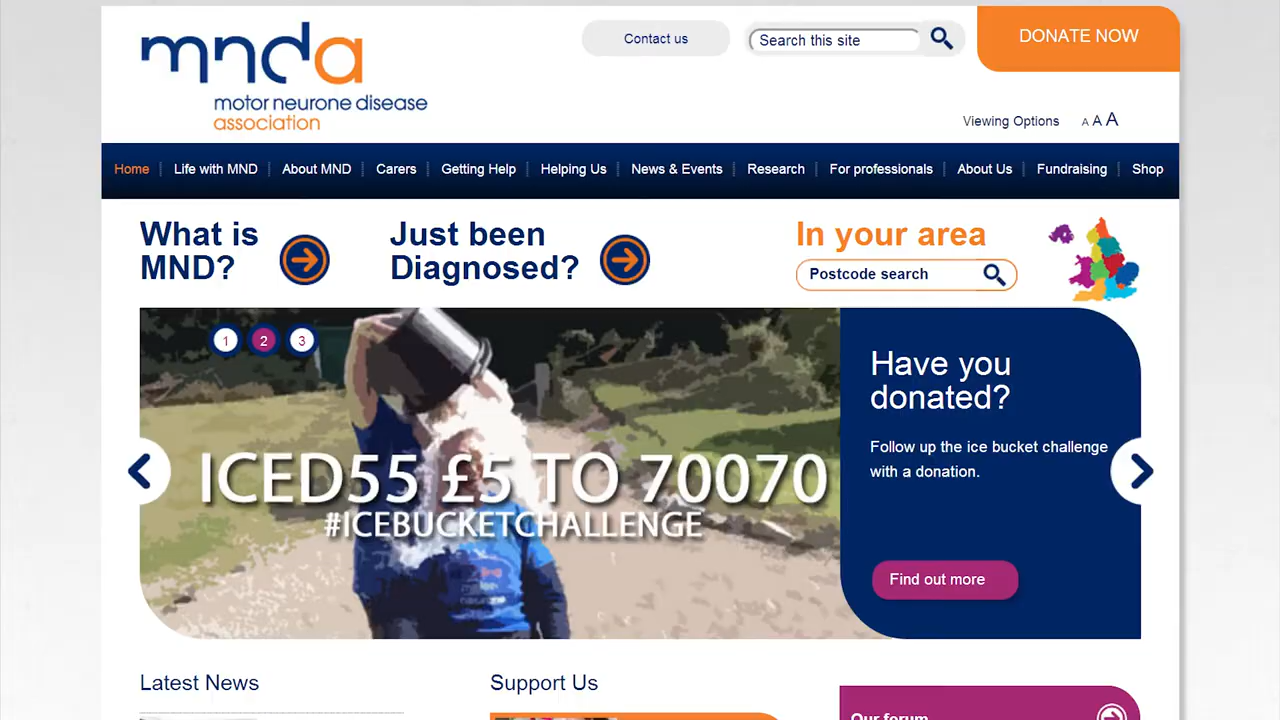 mnda
motor neurone disease
association
Contact us
Search this site
DONATE NOW
Viewing Options A A A
Home Life with MND About MND Carers Getting Help Helping Us News & Events Research For professionals About Us Fundraising Shop
What is
MND?
Just been
Diagnosed?
In your area
Postcode search
1 2 3
ICED55 £5 TO 70070
#ICEBUCKETCHALLENGE
Have you
donated?
Follow up the ice bucket challenge
with a donation.
Find out more
Latest News
Support Us
Our forum